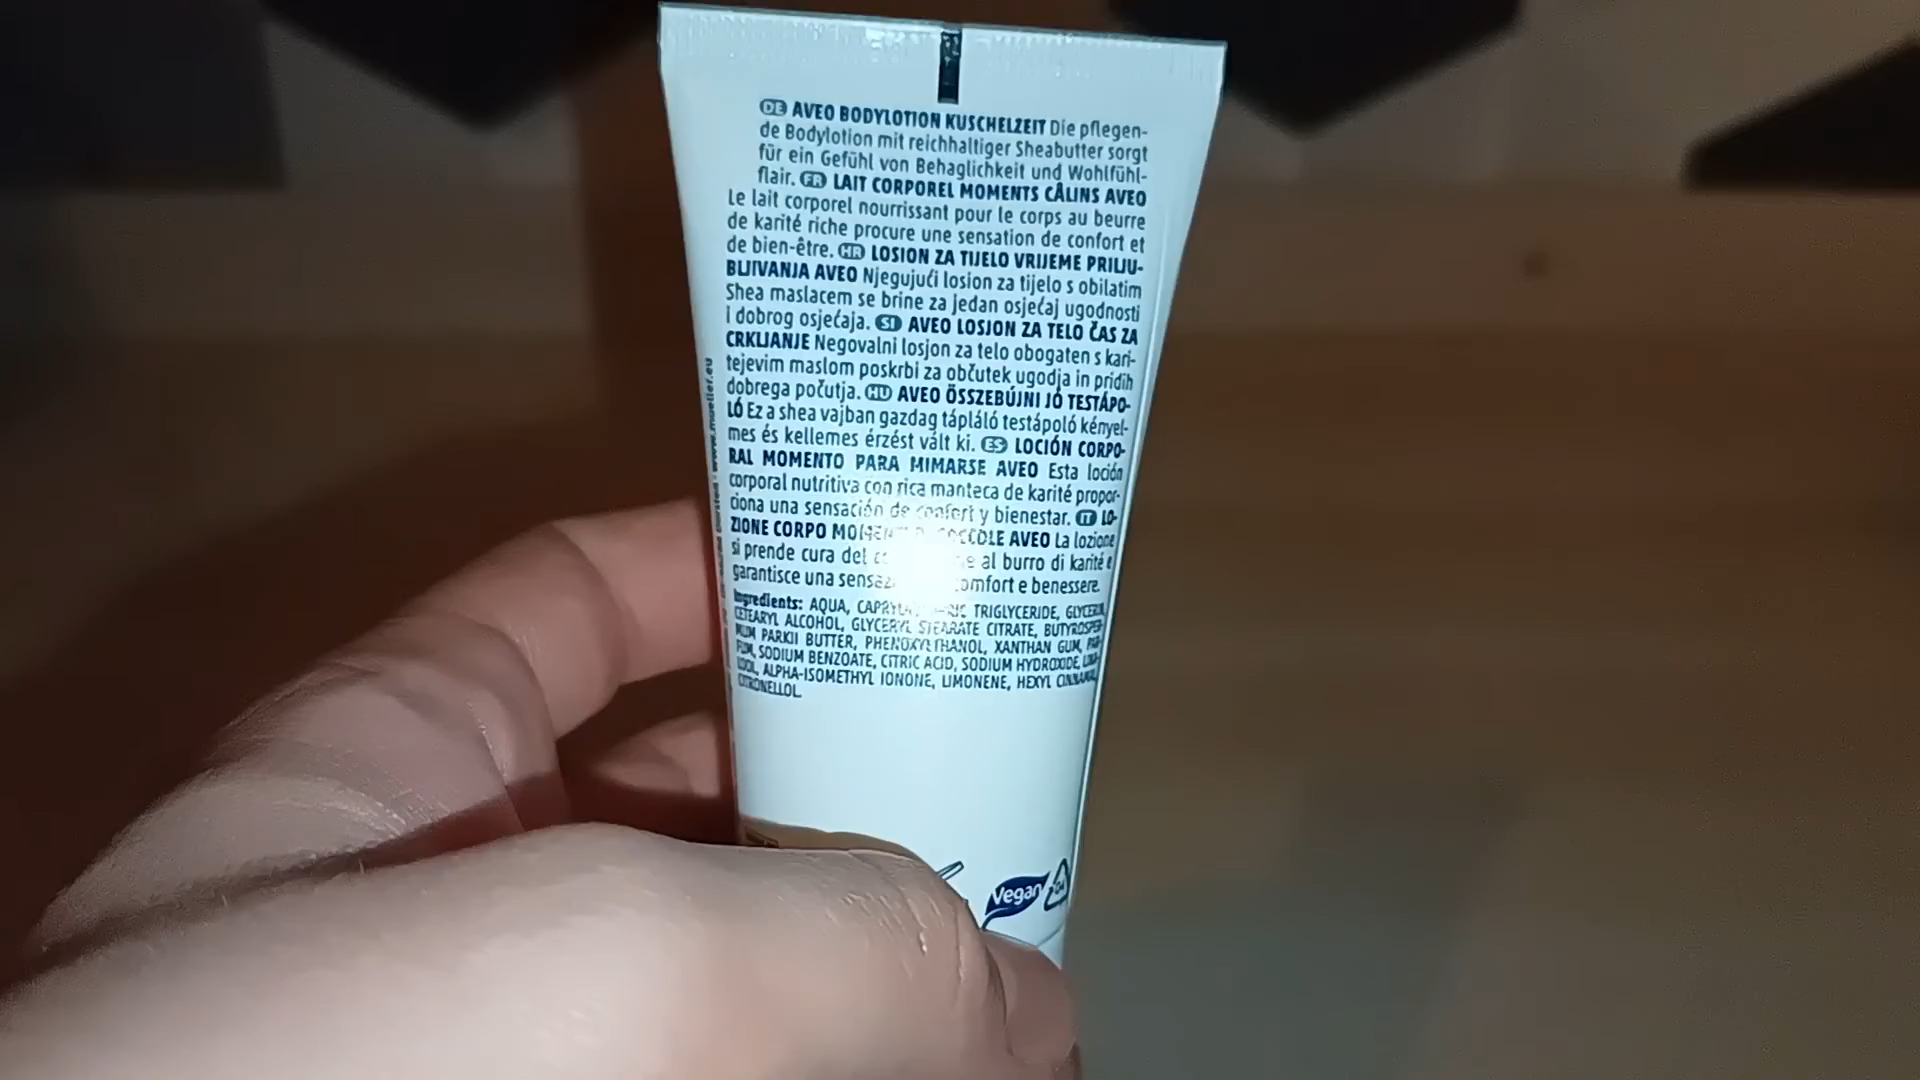 DE AVEO BODYLOTION KUSCHELZEIT Die pflegen-
de Bodylotion mit reichhaltiger Sheabutter sorgt
für ein Gefühl von Behaglichkeit und Wohlfühl-
flair. FR LAIT CORPOREL MOMENTS CÂLINS AVEO
Le lait corporel nourrissant pour le corps au beurre
de karité riche procure une sensation de confort et
de bien-être. HR LOSION ZA TIJELO VRIJEME PRILJU-
BLJIVANJA AVEO Njegujući losion za tijelo s obilatim
Shea maslacem se brine za jedan osjećaj ugodnosti
i dobrog osjećaja. SI AVEO LOSJON ZA TELO ČAS ZA
CRKLJANJE Negovalni losjon za telo obogaten s kari-
tejevim maslom poskrbi za občutek ugodja in pridih
dobrega počutja. HU AVEO ÖSSZEBÚJNI JÓ TESTÁPO-
LÓ Ez a shea vajban gazdag tápláló testápoló kényel-
mes és kellemes érzést vált ki. ES LOCIÓN CORPO-
RAL MOMENTO PARA MIMARSE AVEO Esta loción
corporal nutritiva con rica manteca de karité propor-
ciona una sensación de confort y bienestar. IT LO-
ZIONE CORPO COCCOLE AVEO La lozione
si prende cura del al burro di karité e
garantisce una comfort e benessere.
Ingredients: AQUA, TRIGLYCERIDE, GLYCERIN,
CETEARYL ALCOHOL, GLYCERYL STEARATE CITRATE, BUTYROSPER-
MUM PARKII BUTTER, PHENOXYETHANOL, XANTHAN GUM, PAR-
FUM, SODIUM BENZOATE, CITRIC ACID, SODIUM HYDROXIDE, LINA-
LOOL, ALPHA-ISOMETHYL IONONE, LIMONENE, HEXYL CINNAMAL,
CITRONELLOL.
www.mueller.eu
Vegan
04